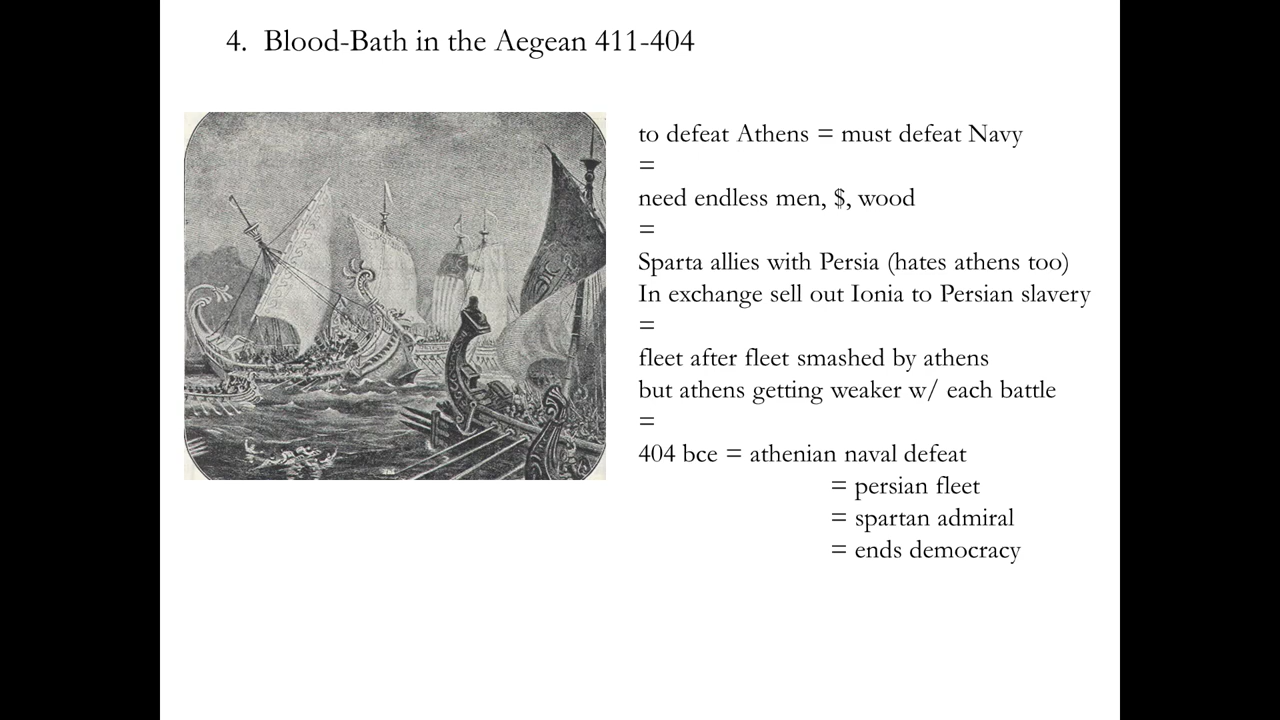 4. Blood-Bath in the Aegean 411-404
to defeat Athens = must defeat Navy
=
need endless men, $, wood
=
Sparta allies with Persia (hates athens too)
In exchange sell out Ionia to Persian slavery
=
fleet after fleet smashed by athens
but athens getting weaker w/ each battle
=
404 bce = athenian naval defeat
= persian fleet
= spartan admiral
= ends democracy